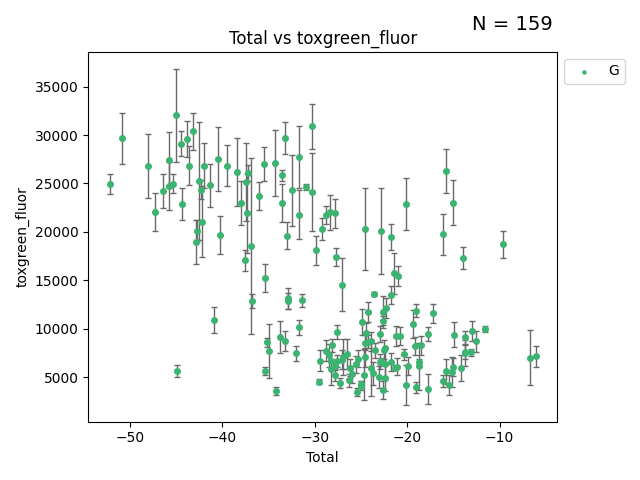 N = 159
Total vs toxgreen_fluor
G
toxgreen_fluor
35000
30000
25000
20000
15000
10000
5000
−50 −40 −30 −20 −10
Total